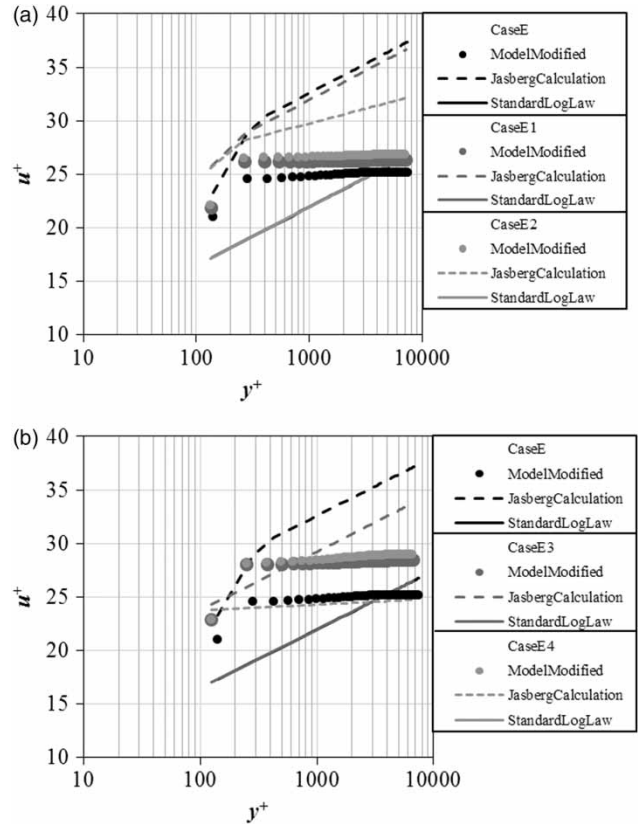 (a)
40
35
30
25
20
15
10
u+
10
100
1000
10000
y+
CaseE
ModelModified
JasbergCalculation
StandardLogLaw
CaseE1
ModelModified
JasbergCalculation
StandardLogLaw
CaseE2
ModelModified
JasbergCalculation
StandardLogLaw
(b)
40
35
30
25
20
15
10
u+
10
100
1000
10000
y+
CaseE
ModelModified
JasbergCalculation
StandardLogLaw
CaseE3
ModelModified
JasbergCalculation
StandardLogLaw
CaseE4
ModelModified
JasbergCalculation
StandardLogLaw